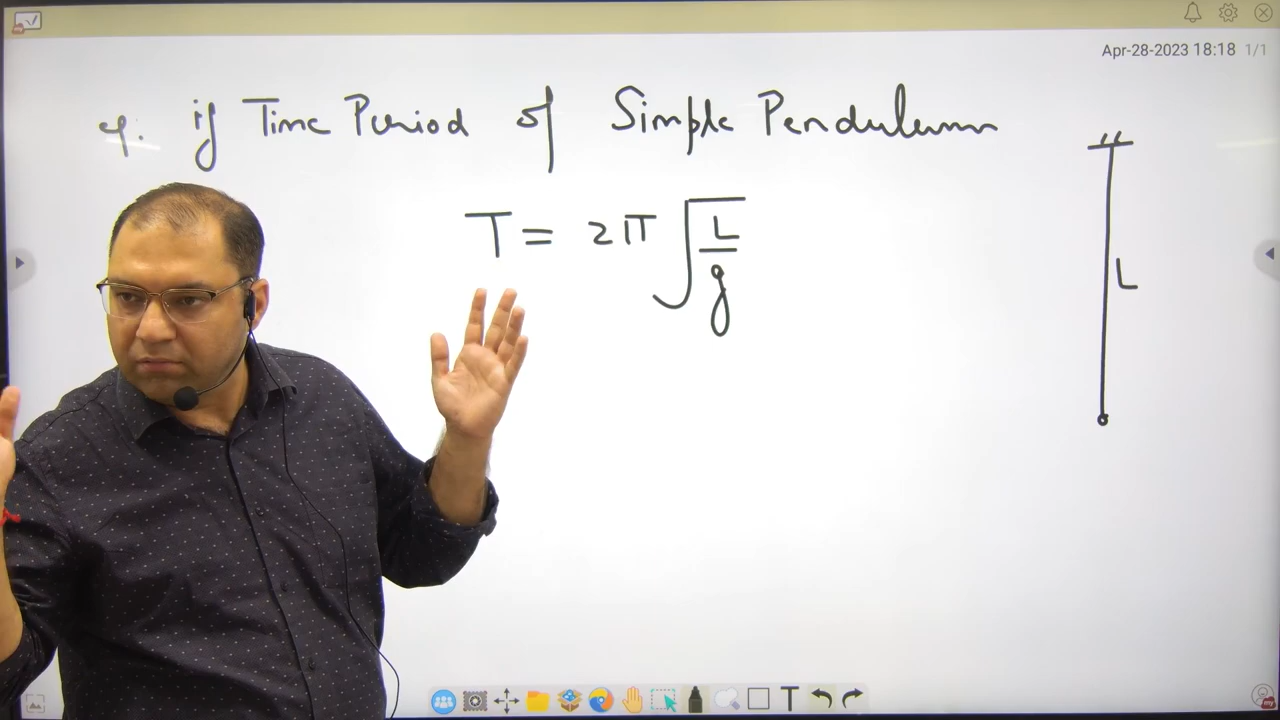 Apr-28-2023 18:18 1/1
Q. if Time Period of Simple Pendulum
T = 2π √(L/g)
L
T